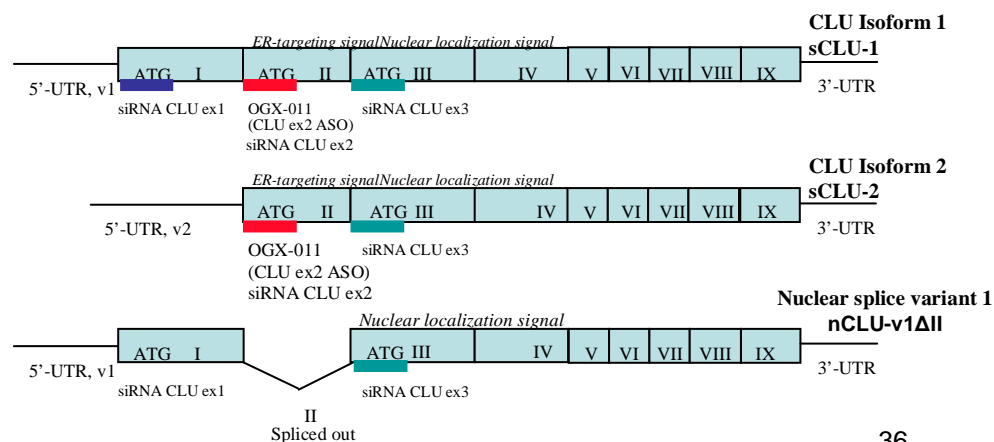 CLU Isoform 1
sCLU-1
ER-targeting signalNuclear localization signal
ATG I ATG II ATG III IV V VI VII VIII IX
5'-UTR, v1
3'-UTR
siRNA CLU ex1
OGX-011
(CLU ex2 ASO)
siRNA CLU ex2
siRNA CLU ex3
CLU Isoform 2
sCLU-2
ER-targeting signalNuclear localization signal
ATG II ATG III IV V VI VII VIII IX
5'-UTR, v2
3'-UTR
OGX-011
(CLU ex2 ASO)
siRNA CLU ex2
siRNA CLU ex3
Nuclear splice variant 1
nCLU-v1ΔII
Nuclear localization signal
ATG I ATG III IV V VI VII VIII IX
5'-UTR, v1
3'-UTR
siRNA CLU ex1
siRNA CLU ex3
II
Spliced out
36